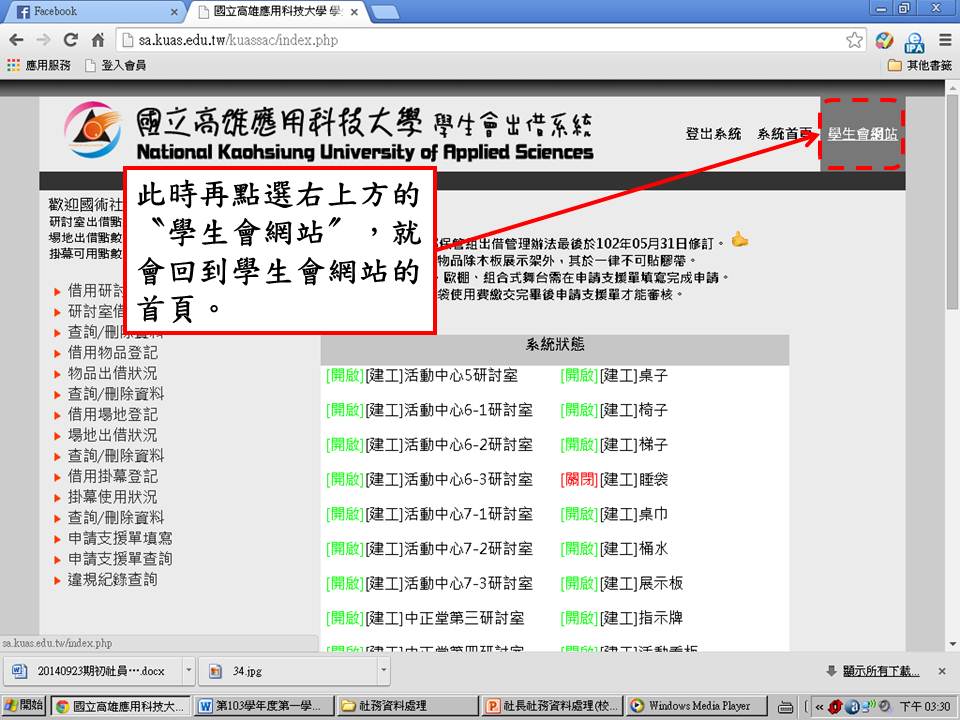 Facebook
國立高雄應用科技大學 學
sa.kuas.edu.tw/kuassac/index.php
應用服務
登入會員
其他書籤
國立高雄應用科技大學 學生會出借系統
National Kaohsiung University of Applied Sciences
登出系統 系統首頁 學生會網站
此時再點選右上方的
〝學生會網站〞,就
會回到學生會網站的
首頁。
歡迎國術社
研討室出借點
場地出借點數
掛幕可用點數
保管組出借管理辦法最後於102年05月31日修訂。
物品除木板展示架外,其於一律不可貼膠帶。
歐棚、組合式舞台需在申請支援單填寫完成申請。
袋使用費繳交完畢後申請支援單才能審核。
借用研討
研討室借
查詢/刪除資料
借用物品登記
物品出借狀況
查詢/刪除資料
借用場地登記
場地出借狀況
查詢/刪除資料
借用掛幕登記
掛幕使用狀況
查詢/刪除資料
申請支援單填寫
申請支援單查詢
違規紀錄查詢
系統狀態
[開啟][建工]活動中心5研討室 [開啟][建工]桌子
[開啟][建工]活動中心6-1研討室 [開啟][建工]椅子
[開啟][建工]活動中心6-2研討室 [開啟][建工]梯子
[開啟][建工]活動中心6-3研討室 [關閉][建工]睡袋
[開啟][建工]活動中心7-1研討室 [開啟][建工]桌巾
[開啟][建工]活動中心7-2研討室 [開啟][建工]桶水
[開啟][建工]活動中心7-3研討室 [開啟][建工]展示板
[開啟][建工]中正堂第三研討室 [開啟][建工]指示牌
[開啟][建工]中正堂第四研討室 [開啟][建工]活動看板
sa.kuas.edu.tw/index.php
20140923期初社員….docx
34.jpg
顯示所有下載...
開始
國立高雄應用科技大...
第103學年度第一學...
社務資料處理
社長社務資料處理(校...
Windows Media Player
下午 03:30